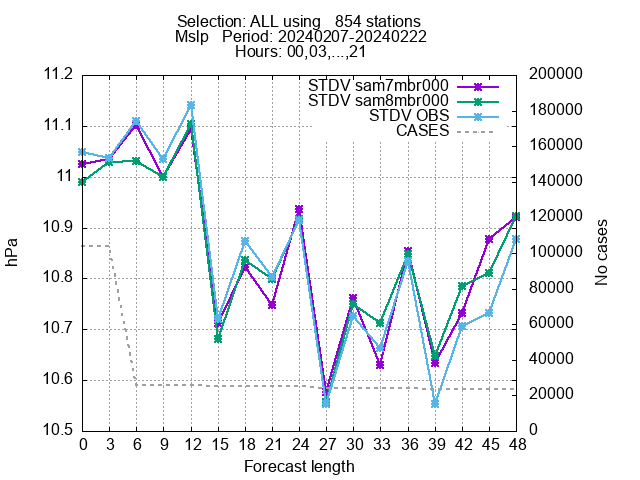 Selection: ALL using   854 stations
Mslp   Period: 20240207-20240222
Hours: 00,03,...,21
STDV sam7mbr000
STDV sam8mbr000
STDV OBS
CASES
11.2
11.1
11
10.9
10.8
10.7
10.6
10.5
hPa
200000
180000
160000
140000
120000
100000
80000
60000
40000
20000
0
No cases
0 3 6 9 12 15 18 21 24 27 30 33 36 39 42 45 48
Forecast length